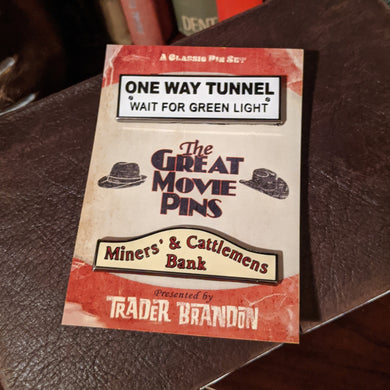 A Classic Pin Set
ONE WAY TUNNEL
WAIT FOR GREEN LIGHT
The
GREAT
MOVIE
PINS
Miners' & Cattlemens
Bank
Presented by
TRADER BRANDON